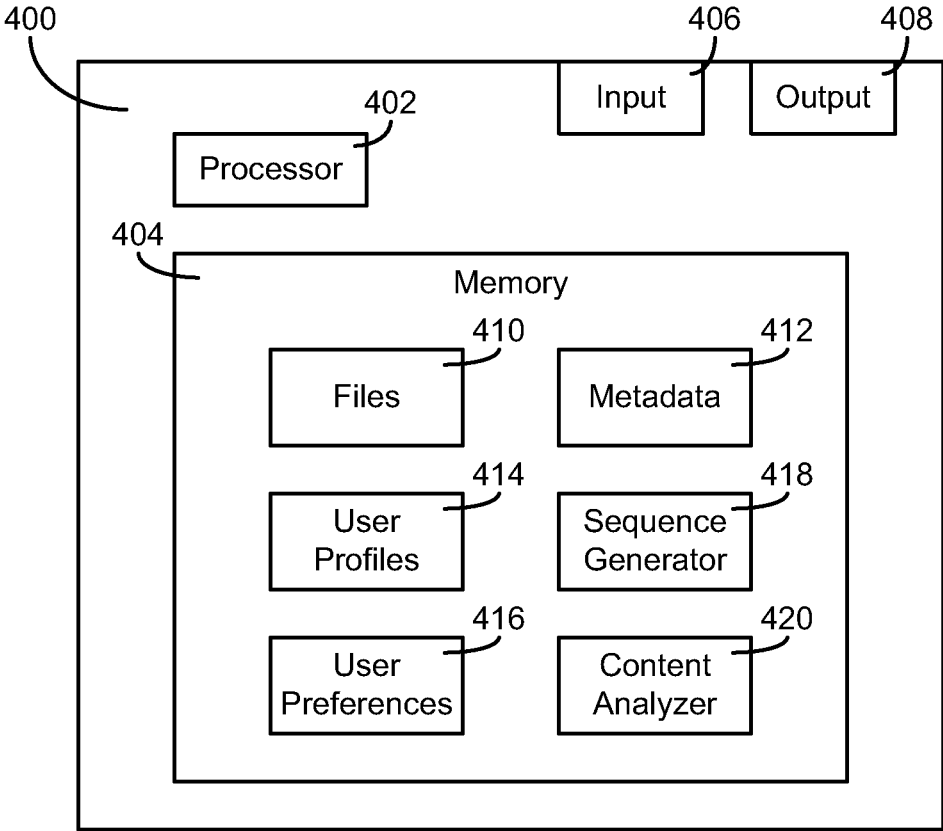 400
406
408
Input
Output
402
Processor
404
Memory
410
412
Files
Metadata
414
418
User
Profiles
Sequence
Generator
416
420
User
Preferences
Content
Analyzer